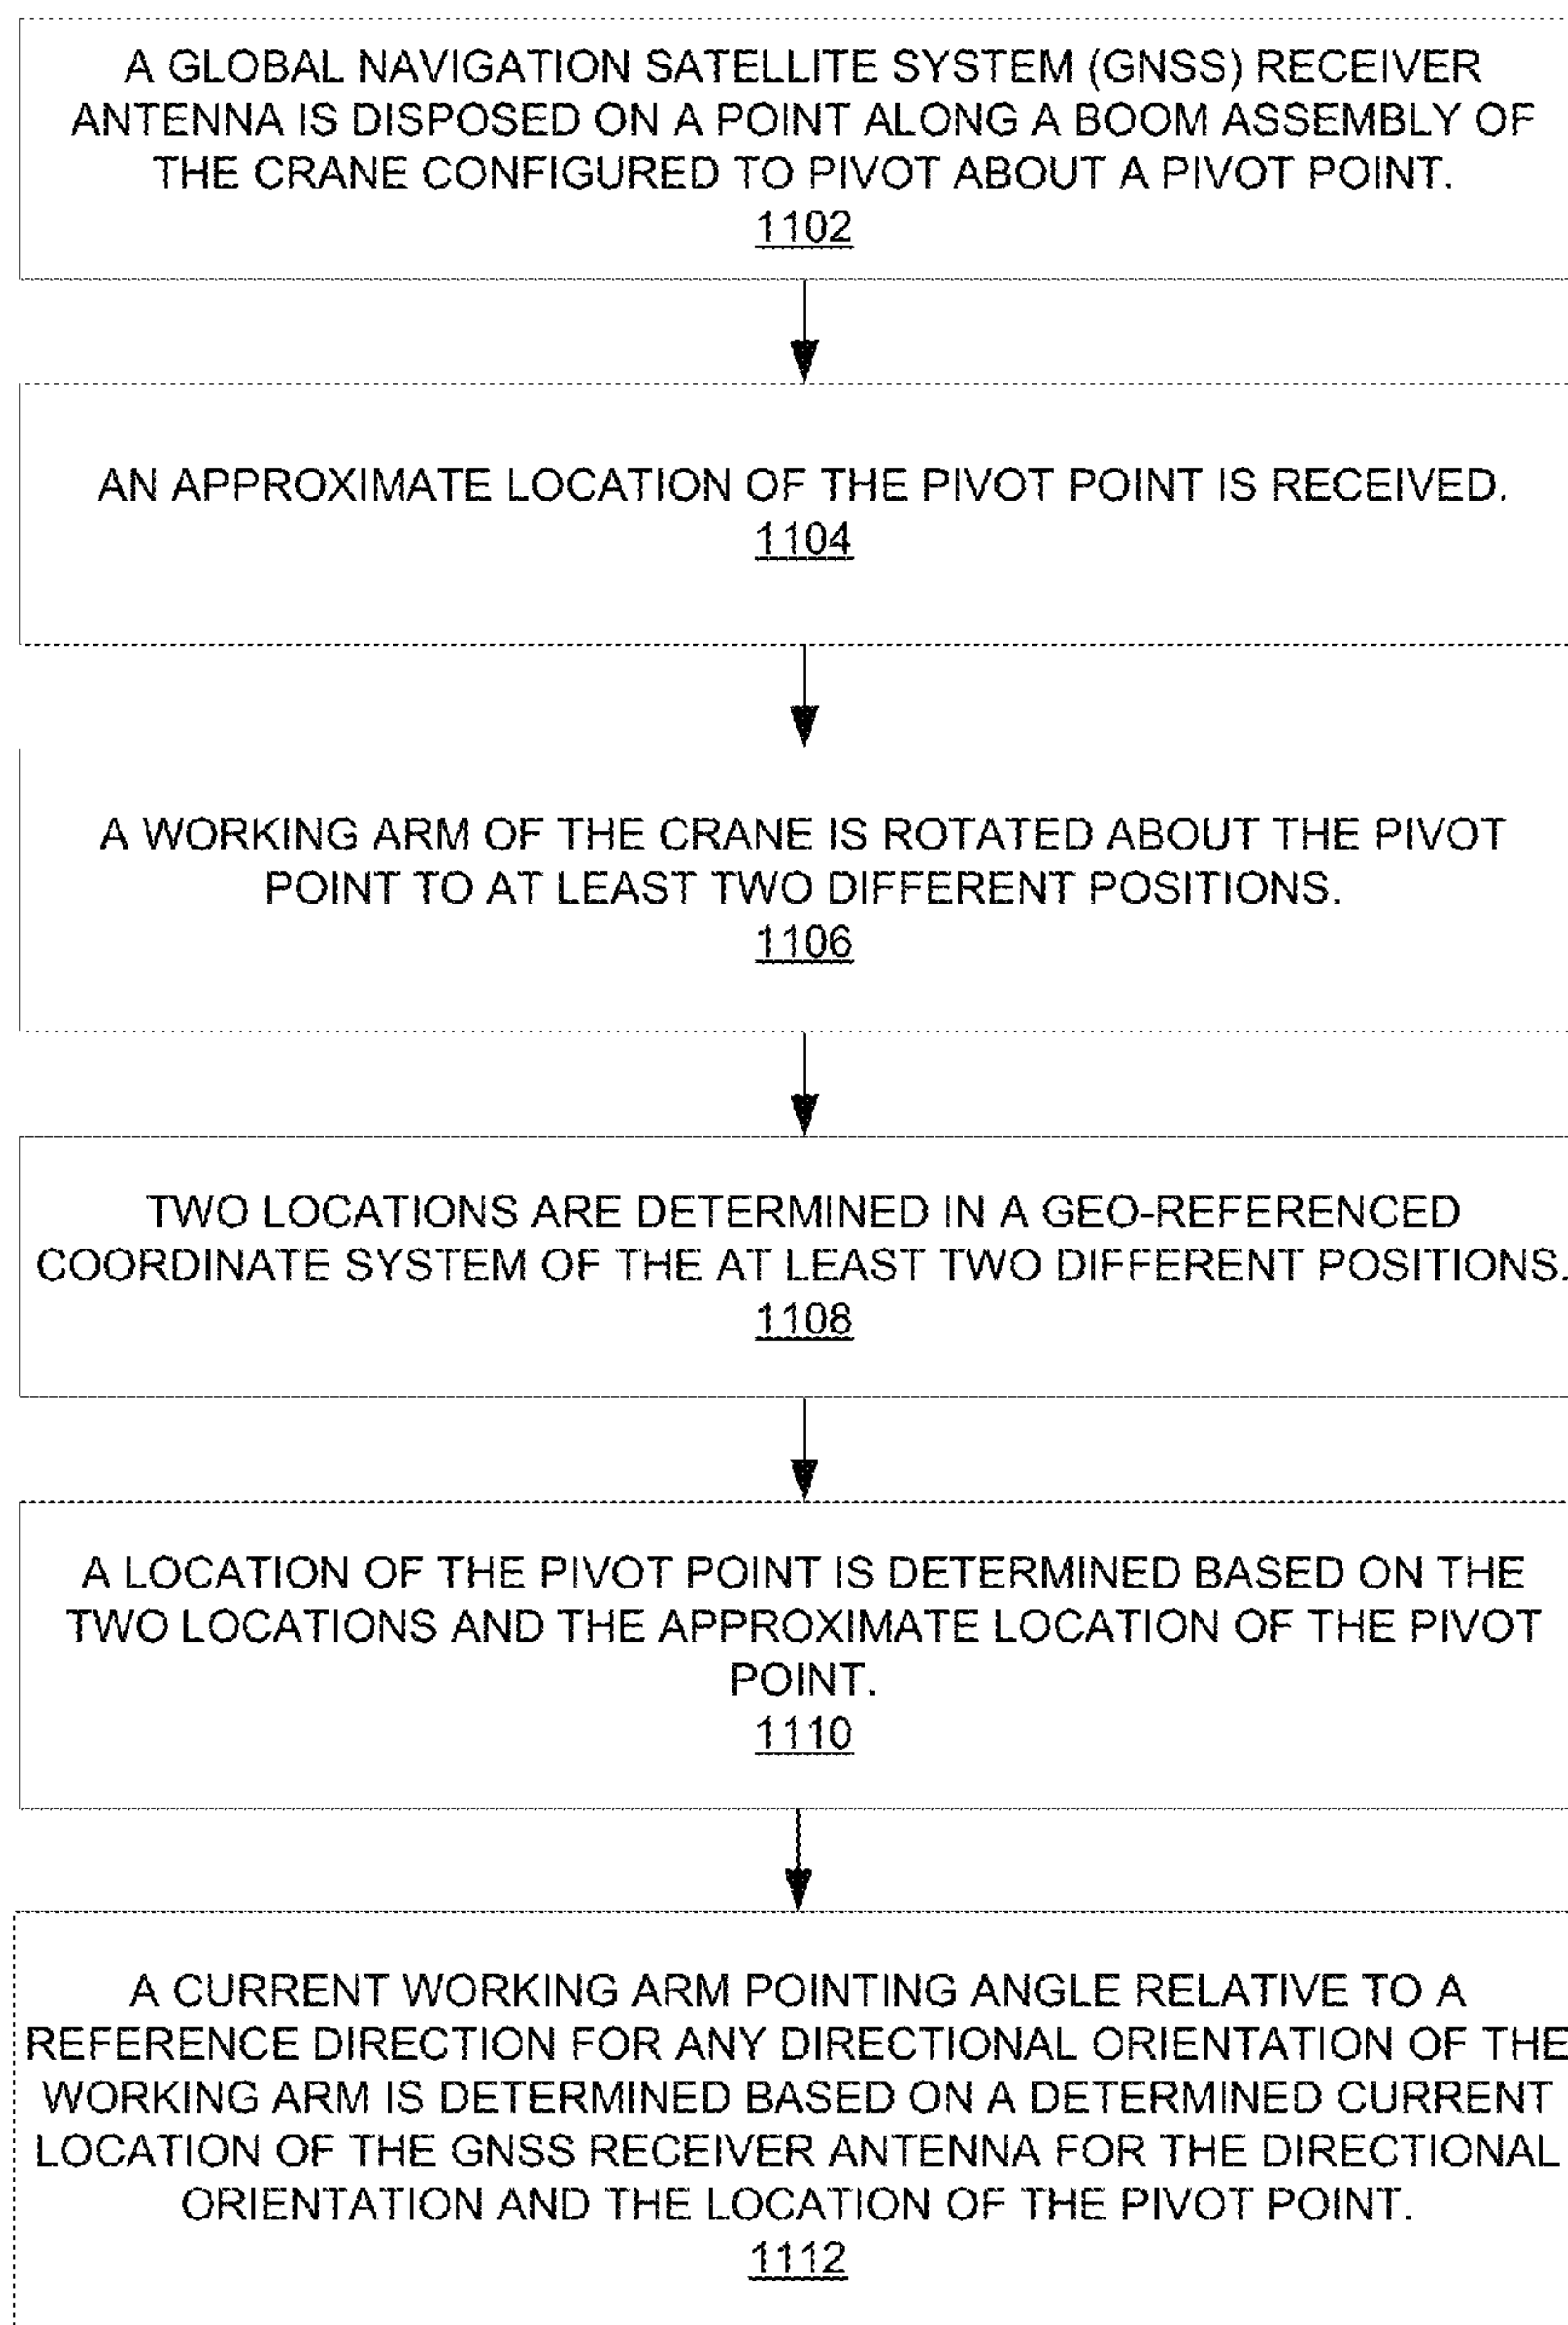 A GLOBAL NAVIGATION SATELLITE SYSTEM (GNSS) RECEIVER
ANTENNA IS DISPOSED ON A POINT ALONG A BOOM ASSEMBLY OF
THE CRANE CONFIGURED TO PIVOT ABOUT A PIVOT POINT.
1102
AN APPROXIMATE LOCATION OF THE PIVOT POINT IS RECEIVED.
1104
A WORKING ARM OF THE CRANE IS ROTATED ABOUT THE PIVOT
POINT TO AT LEAST TWO DIFFERENT POSITIONS.
1106
TWO LOCATIONS ARE DETERMINED IN A GEO-REFERENCED
COORDINATE SYSTEM OF THE AT LEAST TWO DIFFERENT POSITIONS.
1108
A LOCATION OF THE PIVOT POINT IS DETERMINED BASED ON THE
TWO LOCATIONS AND THE APPROXIMATE LOCATION OF THE PIVOT
POINT.
1110
A CURRENT WORKING ARM POINTING ANGLE RELATIVE TO A
REFERENCE DIRECTION FOR ANY DIRECTIONAL ORIENTATION OF THE
WORKING ARM IS DETERMINED BASED ON A DETERMINED CURRENT
LOCATION OF THE GNSS RECEIVER ANTENNA FOR THE DIRECTIONAL
ORIENTATION AND THE LOCATION OF THE PIVOT POINT.
1112